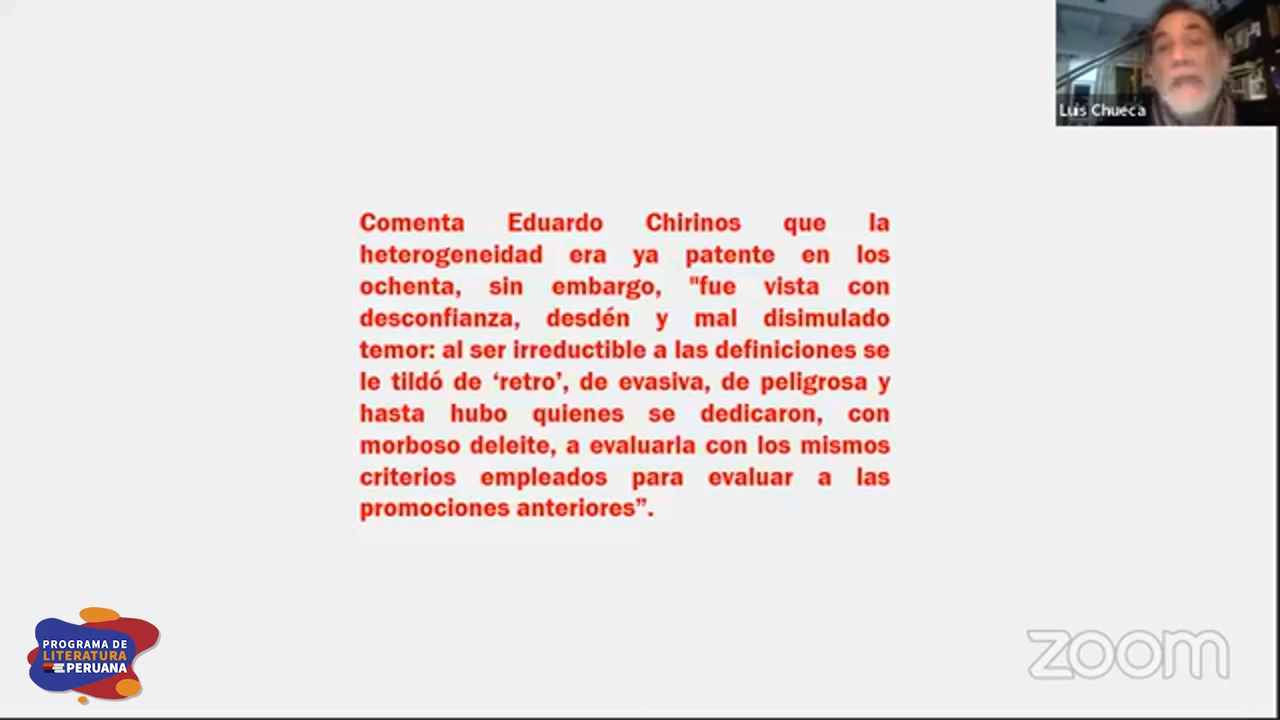 Luis Chueca
Comenta Eduardo Chirinos que la
heterogeneidad era ya patente en los
ochenta, sin embargo, "fue vista con
desconfianza, desdén y mal disimulado
temor: al ser irreductible a las definiciones se
le tildó de ‘retro’, de evasiva, de peligrosa y
hasta hubo quienes se dedicaron, con
morboso deleite, a evaluarla con los mismos
criterios empleados para evaluar a las
promociones anteriores”.
PROGRAMA DE
LITERATURA
PERUANA
zoom